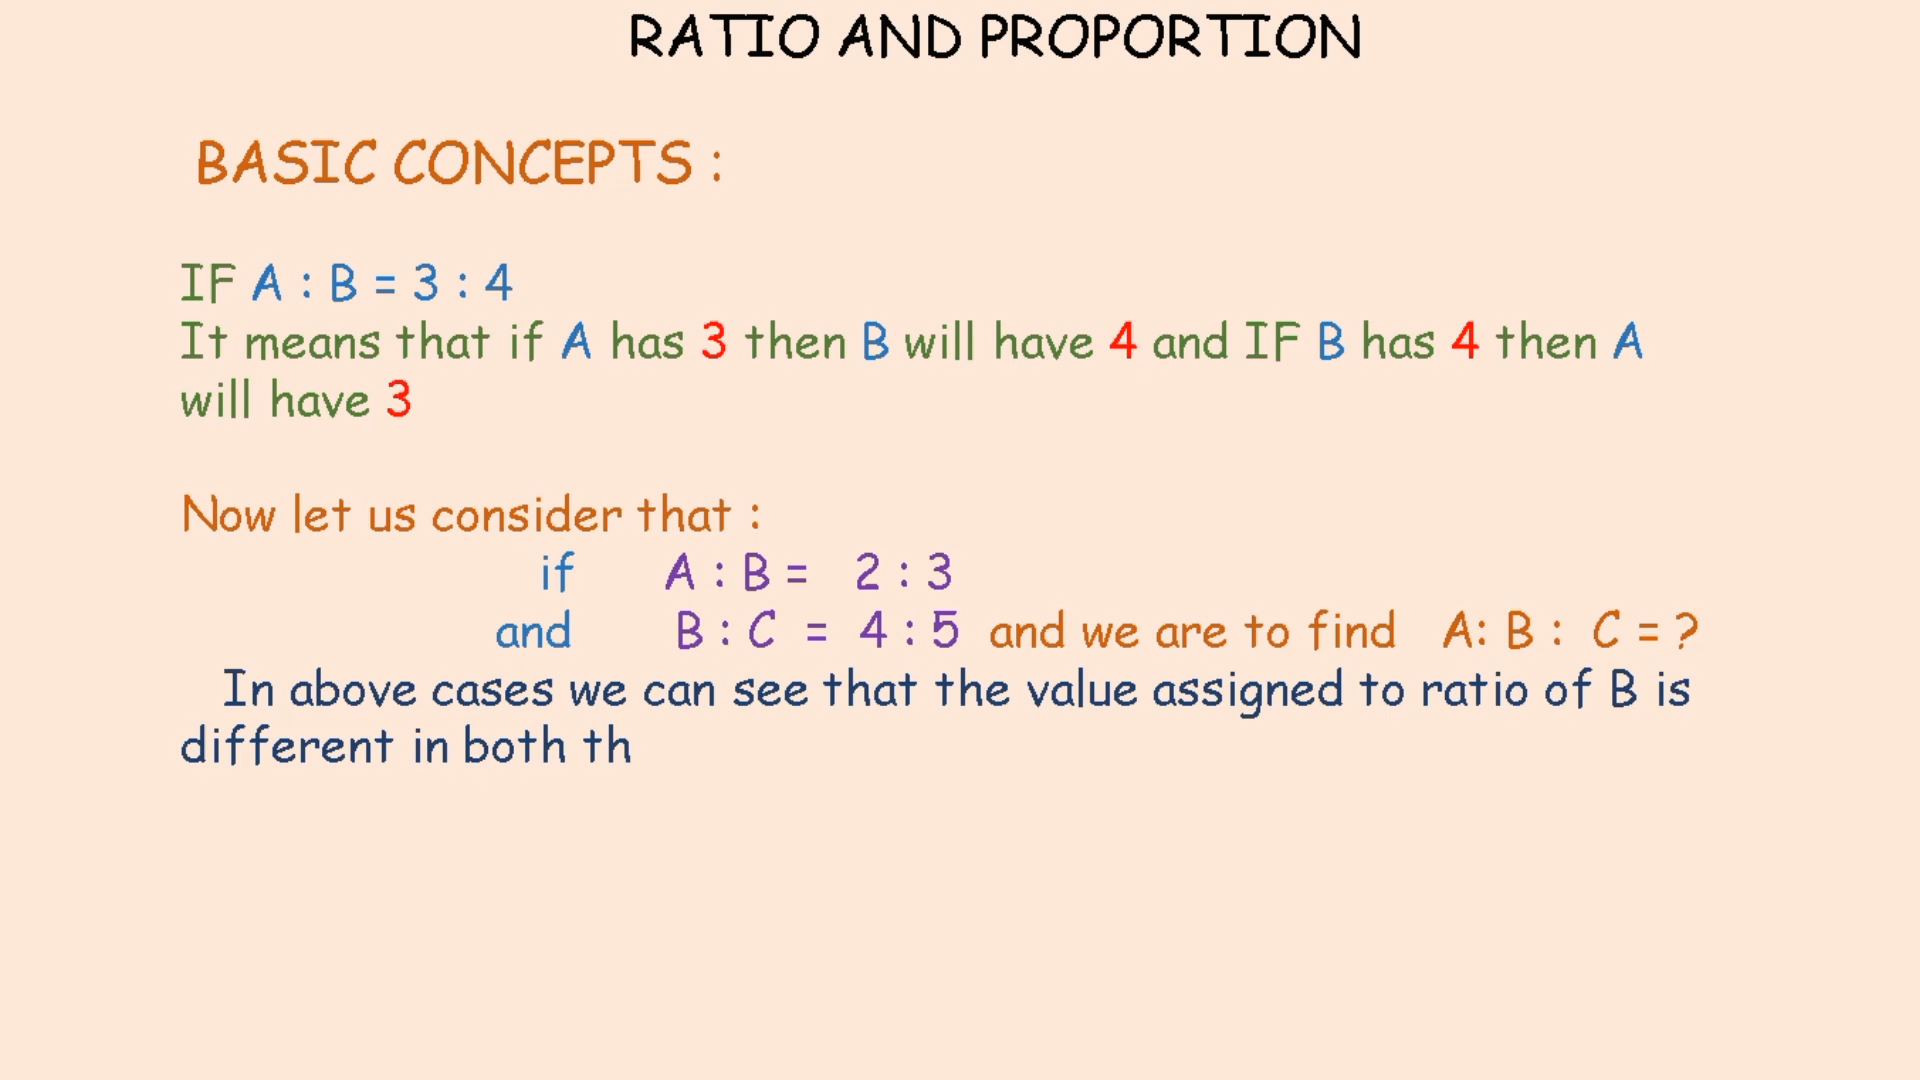 RATIO AND PROPORTION
BASIC CONCEPTS :
IF A : B = 3 : 4
It means that if A has 3 then B will have 4 and IF B has 4 then A
will have 3
Now let us consider that :
if A : B = 2 : 3
and B : C = 4 : 5 and we are to find A: B : C = ?
In above cases we can see that the value assigned to ratio of B is
different in both th